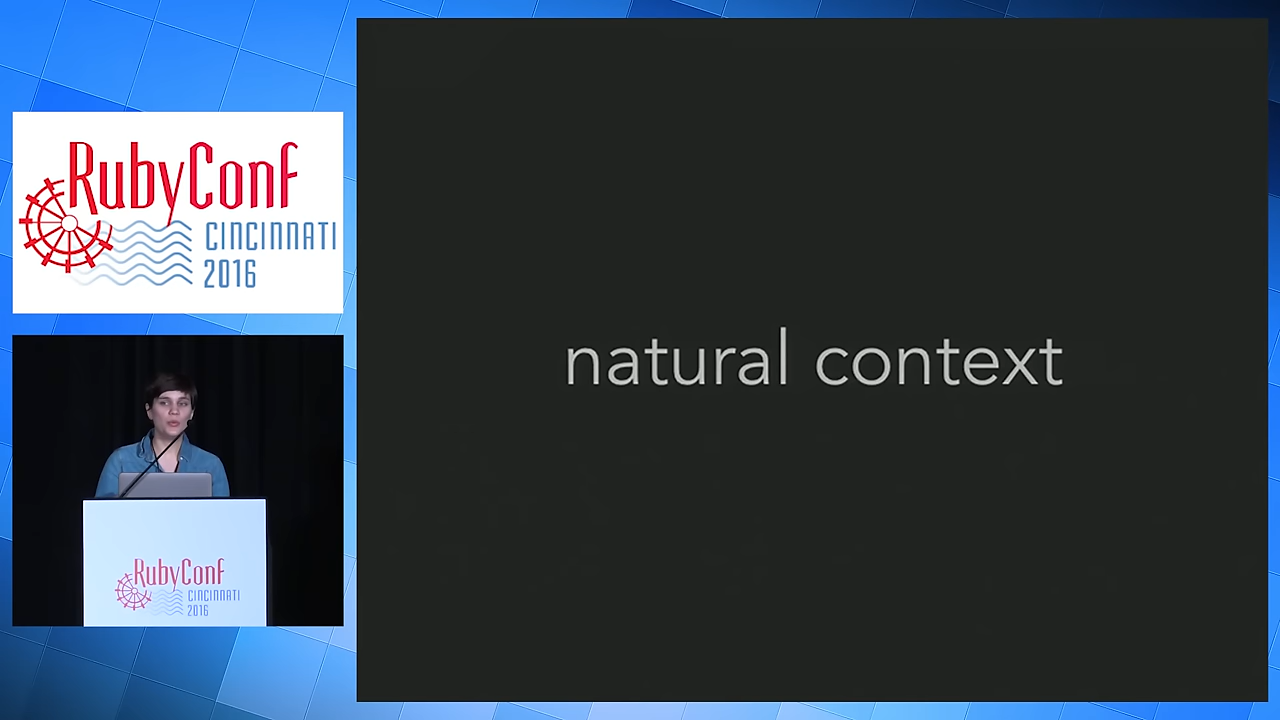 RubyConf
CINCINNATI
2016
natural context
RubyConf
CINCINNATI
2016